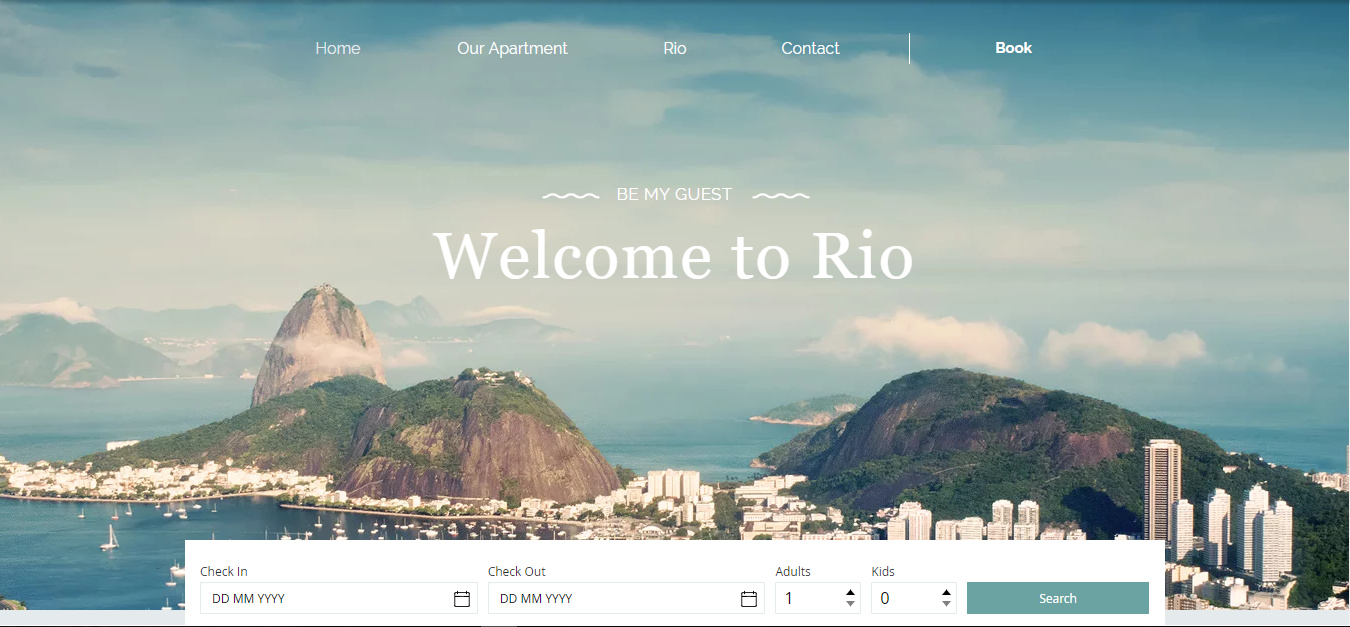 Home Our Apartment Rio Contact Book
BE MY GUEST
Welcome to Rio
Check In Check Out Adults Kids
DD MM YYYY DD MM YYYY 1 0 Search